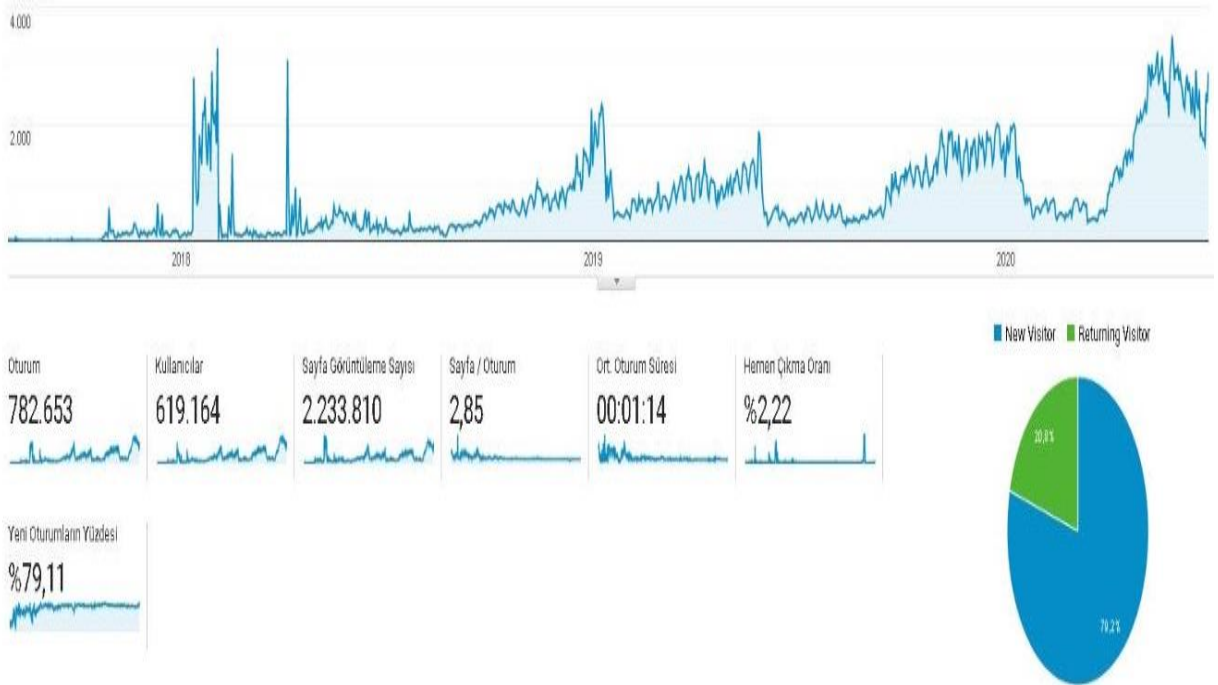 4.000
2.000
2018
2019
2020
New Visitor
Returning Visitor
Oturum
782.653
Kullanıcılar
619.164
Sayfa Görüntüleme Sayısı
2.233.810
Sayfa / Oturum
2,85
Ort. Oturum Süresi
00:01:14
Hemen Çıkma Oranı
%2,22
20,8%
Yeni Oturumların Yüzdesi
%79,11
79,2%